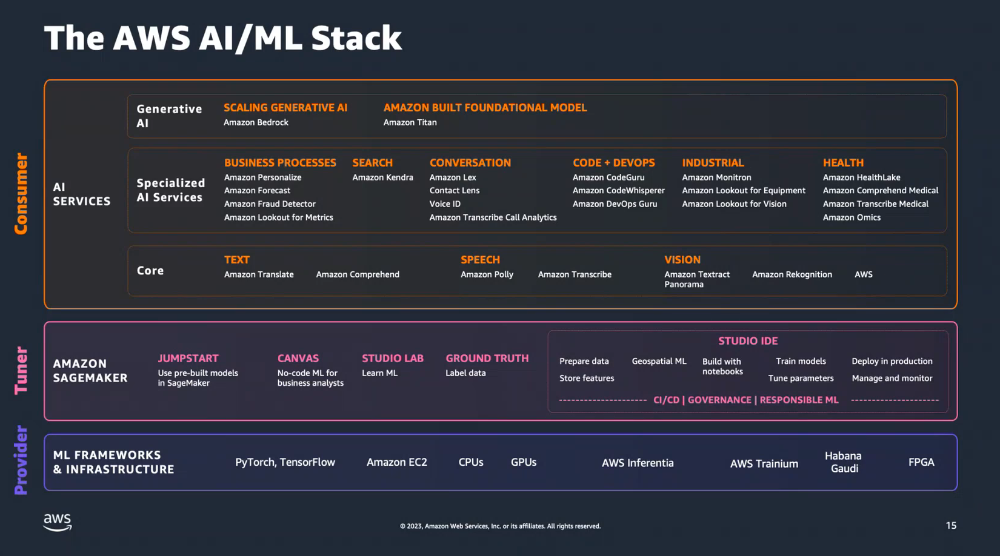 The AWS AI/ML Stack
Consumer
AI
SERVICES
Generative
AI
SCALING GENERATIVE AI
Amazon Bedrock
AMAZON BUILT FOUNDATIONAL MODEL
Amazon Titan
Specialized
AI Services
BUSINESS PROCESSES
Amazon Personalize
Amazon Forecast
Amazon Fraud Detector
Amazon Lookout for Metrics
SEARCH
Amazon Kendra
CONVERSATION
Amazon Lex
Contact Lens
Voice ID
Amazon Transcribe Call Analytics
CODE + DEVOPS
Amazon CodeGuru
Amazon CodeWhisperer
Amazon DevOps Guru
INDUSTRIAL
Amazon Monitron
Amazon Lookout for Equipment
Amazon Lookout for Vision
HEALTH
Amazon HealthLake
Amazon Comprehend Medical
Amazon Transcribe Medical
Amazon Omics
Core
TEXT
Amazon Translate Amazon Comprehend
SPEECH
Amazon Polly Amazon Transcribe
VISION
Amazon Textract Amazon Rekognition AWS
Panorama
Tuner
AMAZON
SAGEMAKER
JUMPSTART
Use pre-built models
in SageMaker
CANVAS
No-code ML for
business analysts
STUDIO LAB
Learn ML
GROUND TRUTH
Label data
STUDIO IDE
Prepare data
Store features
Geospatial ML
Build with
notebooks
Train models
Tune parameters
Deploy in production
Manage and monitor
CI/CD | GOVERNANCE | RESPONSIBLE ML
Provider
ML FRAMEWORKS
& INFRASTRUCTURE
PyTorch, TensorFlow
Amazon EC2
CPUs
GPUs
AWS Inferentia
AWS Trainium
Habana
Gaudi
FPGA
aws
© 2023, Amazon Web Services, Inc. or its affiliates. All rights reserved.
15